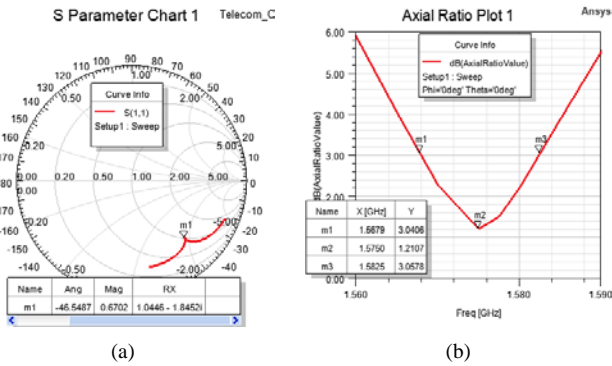 S Parameter Chart 1
Telecom_C
90
100
80
110
70
120
60
130
50
140
40
150
30
160
20
170
10
180
0
-10
-160
-20
-150
-30
-140
-40
1.00
0.50
2.00
0.20
5.00
0.00
0.20
0.50
1.00
2.00
5.00
0.00
-0.20
-5.00
-0.50
-2.00
Curve Info
S(1,1)
Setup1 : Sweep
m1
Name Ang Mag RX
m1 -46.5487 0.6702 1.0446 - 1.8452i
(a)
Axial Ratio Plot 1
Ansys
6.00
5.00
4.00
2.00
0.00
dB(AxialRatioValue)
Curve Info
dB(AxialRatioValue)
Setup1 : Sweep
Phi='0deg' Theta='0deg'
m1
m3
m2
Name X [GHz] Y
m1 1.5679 3.0406
m2 1.5750 1.2107
m3 1.5825 3.0578
1.560
1.580
1.590
Freq [GHz]
(b)